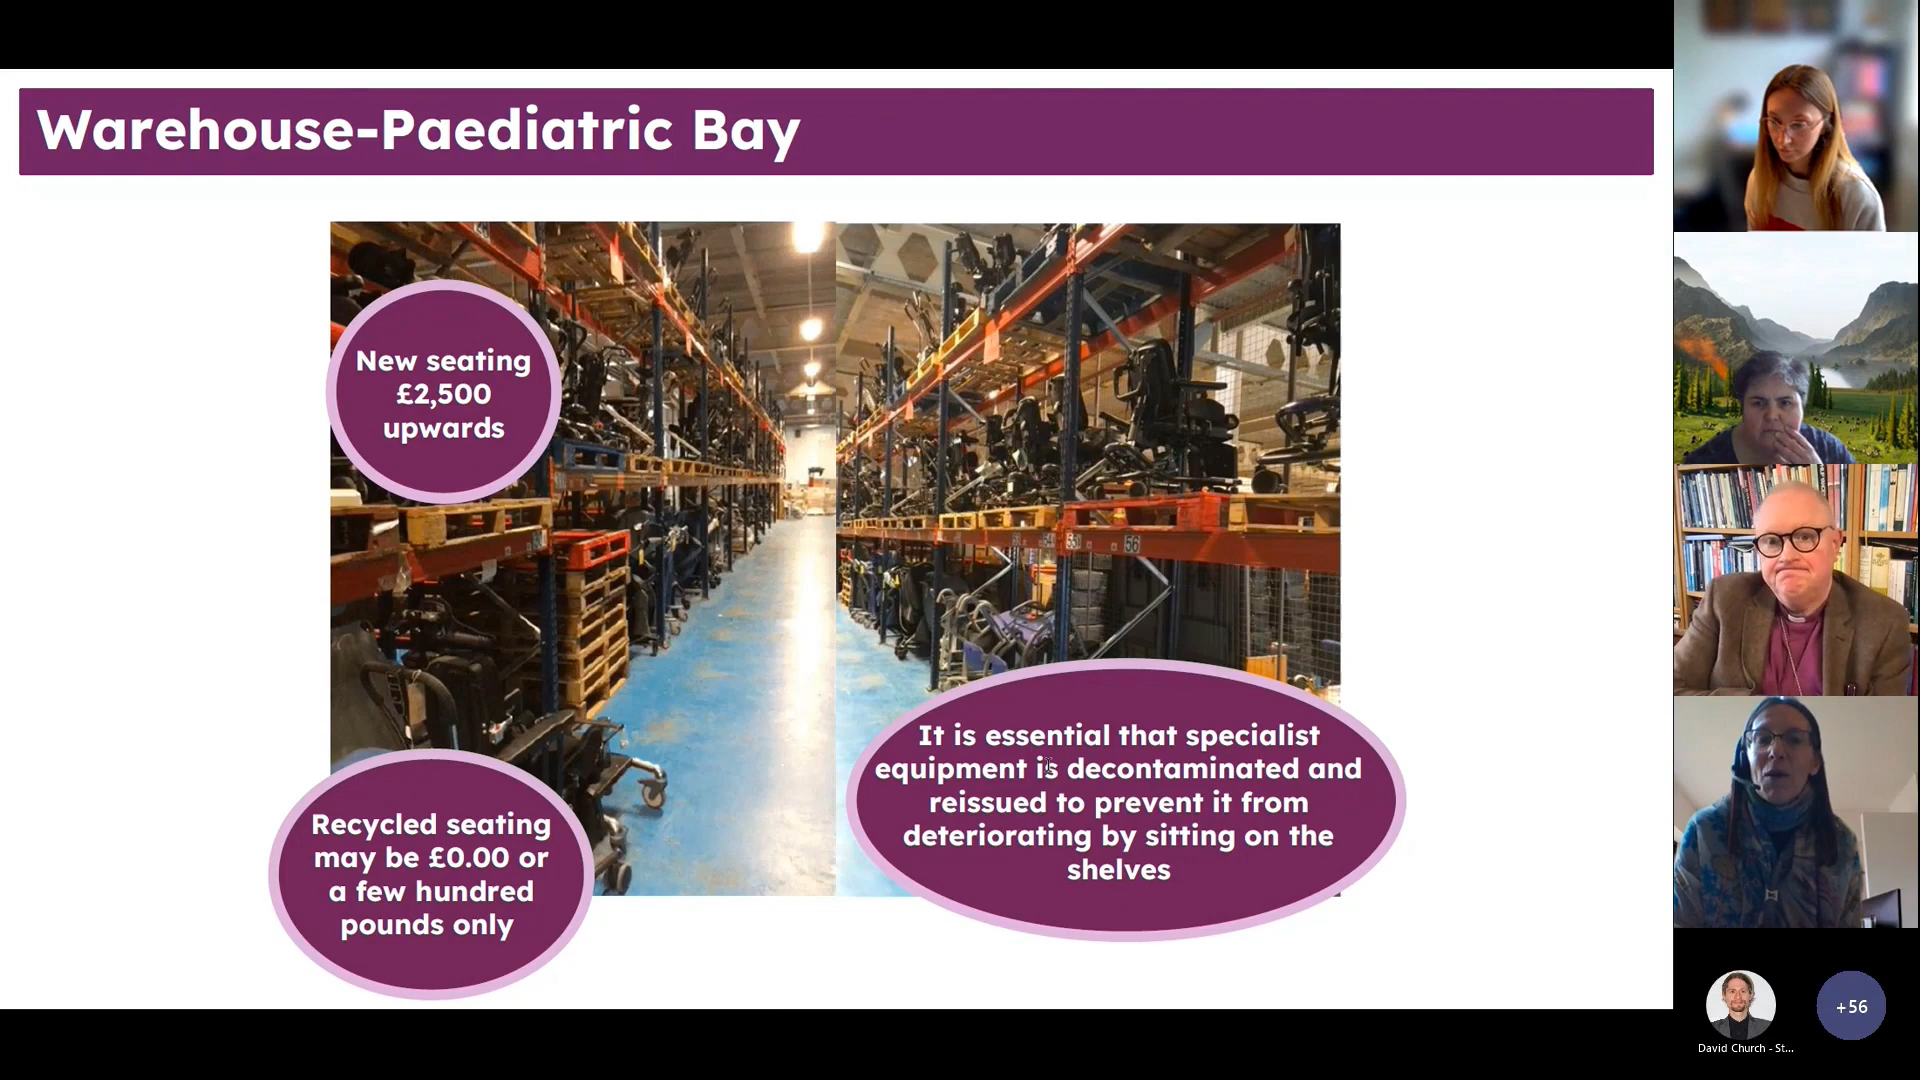 Warehouse-Paediatric Bay
New seating
£2,500
upwards
56
Recycled seating
may be £0.00 or
a few hundred
pounds only
It is essential that specialist
equipment is decontaminated and
reissued to prevent it from
deteriorating by sitting on the
shelves
+56
David Church - St...